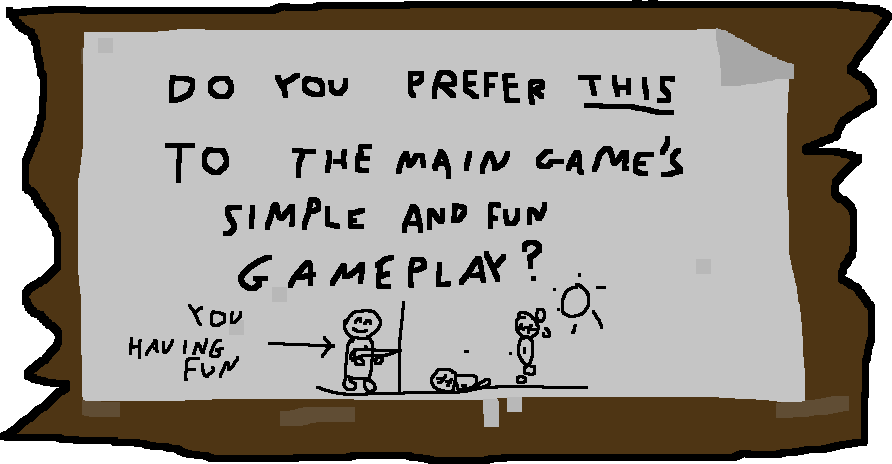 DO YOU PREFER THIS
TO THE MAIN GAME'S
SIMPLE AND FUN
GAMEPLAY?
YOU
HAVING
FUN